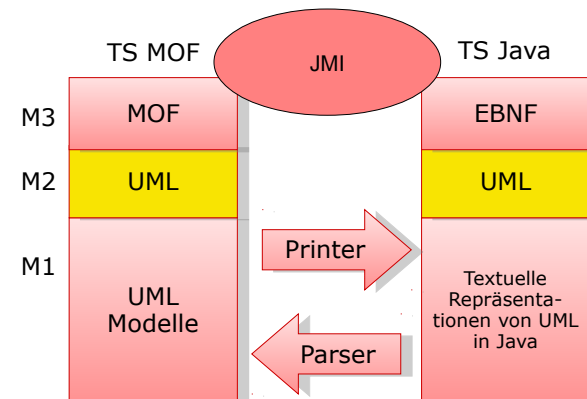 TS MOF
JMI
TS Java
M3
MOF
EBNF
M2
UML
UML
M1
Printer
UML
Modelle
Textuelle
Repräsenta-
tionen von UML
in Java
Parser